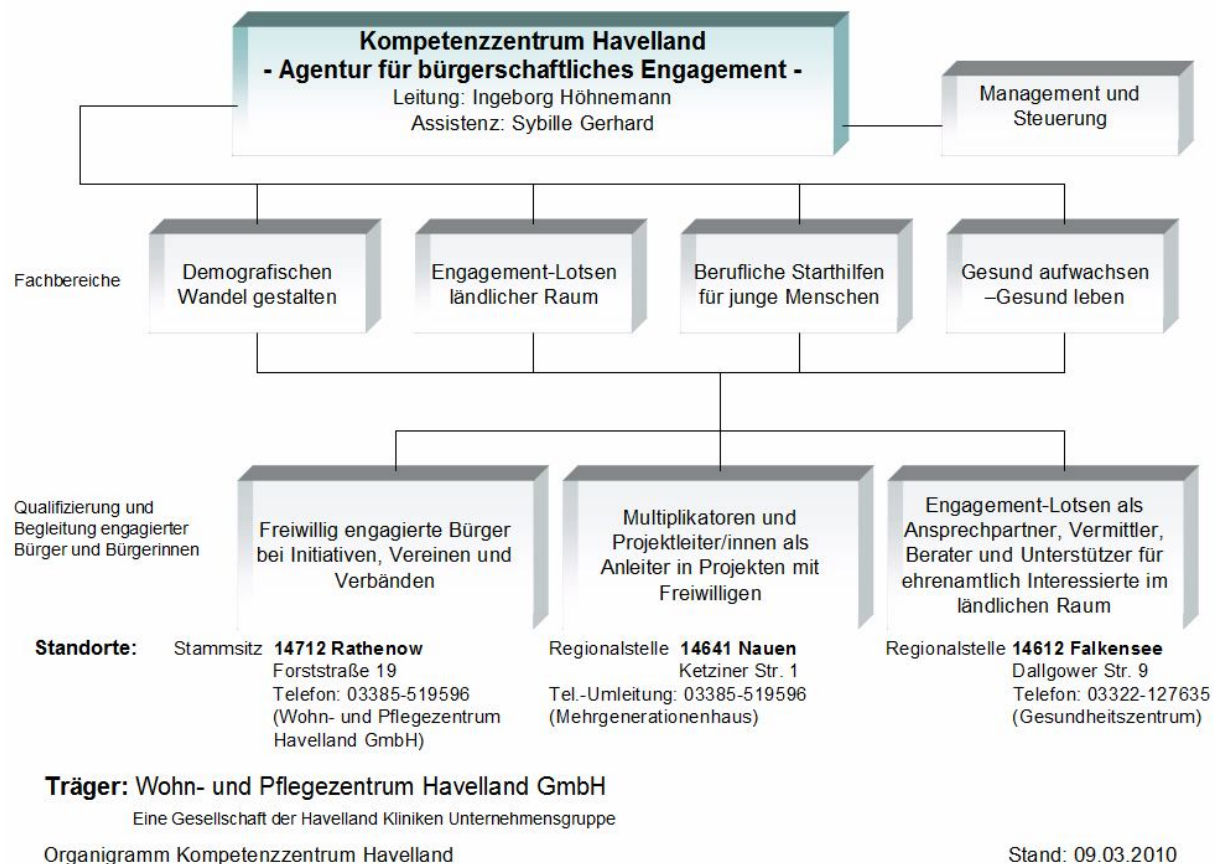 Kompetenzzentrum Havelland
- Agentur für bürgerschaftliches Engagement -
Leitung: Ingeborg Höhnemann
Assistenz: Sybille Gerhard
Management und
Steuerung
Fachbereiche
Demografischen
Wandel gestalten
Engagement-Lotsen
ländlicher Raum
Berufliche Starthilfen
für junge Menschen
Gesund aufwachsen
–Gesund leben
Qualifizierung und
Begleitung engagierter
Bürger und Bürgerinnen
Freiwillig engagierte Bürger
bei Initiativen, Vereinen und
Verbänden
Multiplikatoren und
Projektleiter/innen als
Anleiter in Projekten mit
Freiwilligen
Engagement-Lotsen als
Ansprechpartner, Vermittler,
Berater und Unterstützer für
ehrenamtlich Interessierte im
ländlichen Raum
Standorte:
Stammsitz 14712 Rathenow
Forststraße 19
Telefon: 03385-519596
(Wohn- und Pflegezentrum
Havelland GmbH)
Regionalstelle 14641 Nauen
Ketziner Str. 1
Tel.-Umleitung: 03385-519596
(Mehrgenerationenhaus)
Regionalstelle 14612 Falkensee
Dallgower Str. 9
Telefon: 03322-127635
(Gesundheitszentrum)
Träger: Wohn- und Pflegezentrum Havelland GmbH
Eine Gesellschaft der Havelland Kliniken Unternehmensgruppe
Organigramm Kompetenzzentrum Havelland
Stand: 09.03.2010